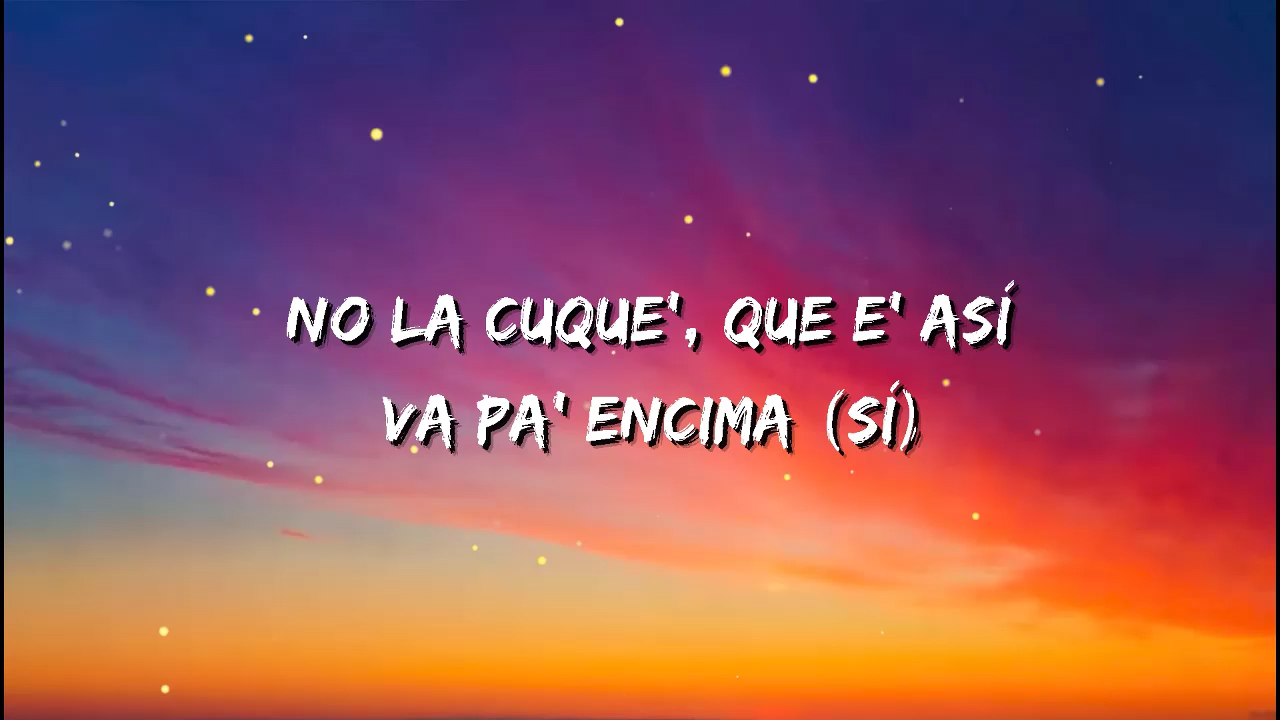 NO LA CUQUE', QUE E' ASÍ
VA PA' ENCIMA (SÍ)